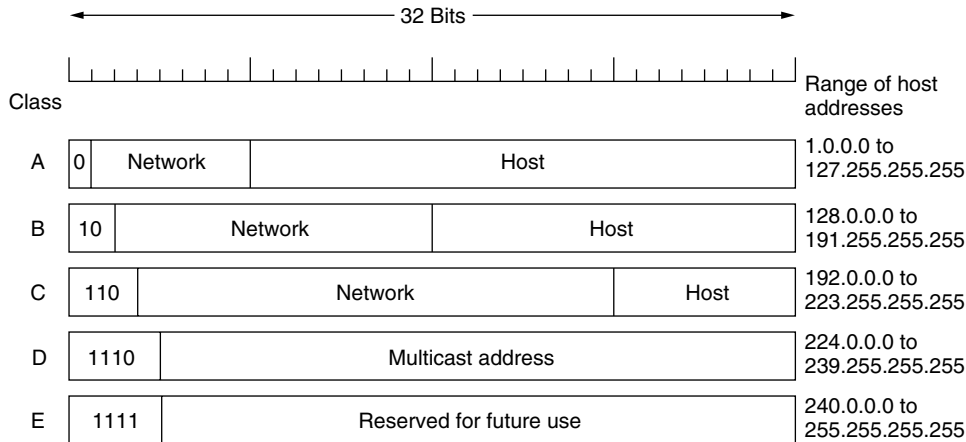 32 Bits
Class
Range of host
addresses
A
0
Network
Host
1.0.0.0 to
127.255.255.255
B
10
Network
Host
128.0.0.0 to
191.255.255.255
C
110
Network
Host
192.0.0.0 to
223.255.255.255
D
1110
Multicast address
224.0.0.0 to
239.255.255.255
E
1111
Reserved for future use
240.0.0.0 to
255.255.255.255